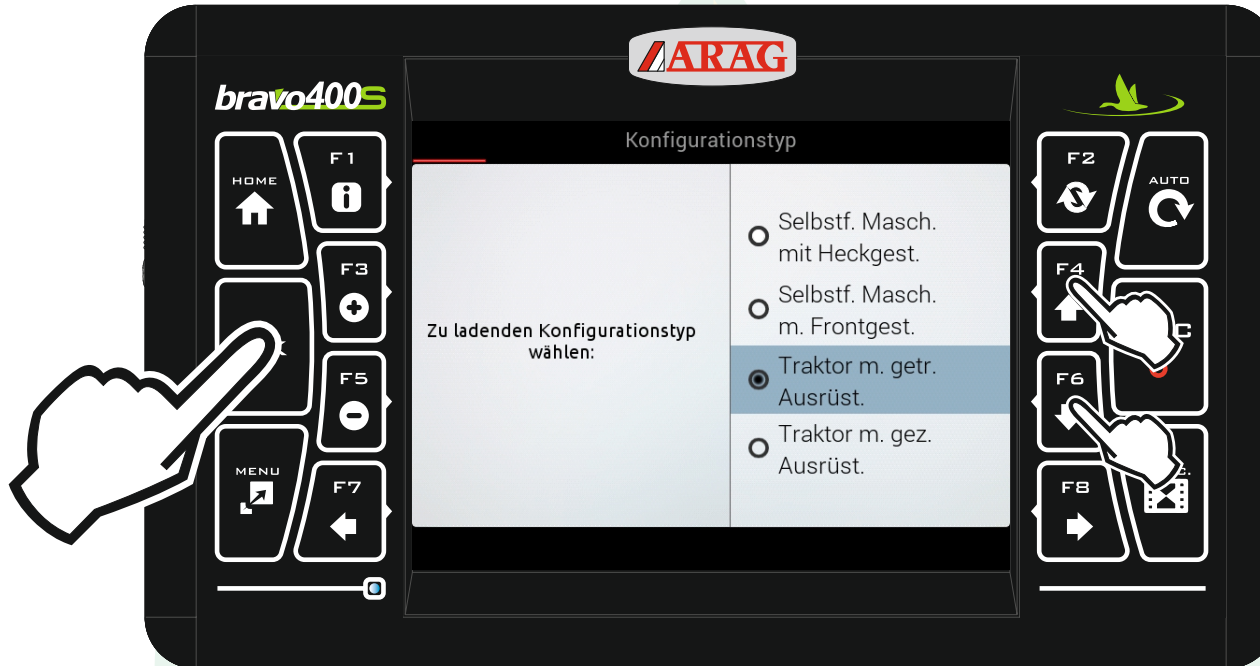 ARAG
bravo400S
Konfigurationstyp
HOME
F1
F3
F5
MENU
F7
Zu ladenden Konfigurationstyp
wählen:
Selbstf. Masch.
mit Heckgest.
Selbstf. Masch.
m. Frontgest.
Traktor m. getr.
Ausrüst.
Traktor m. gez.
Ausrüst.
F2
AUTO
F4
F6
F8